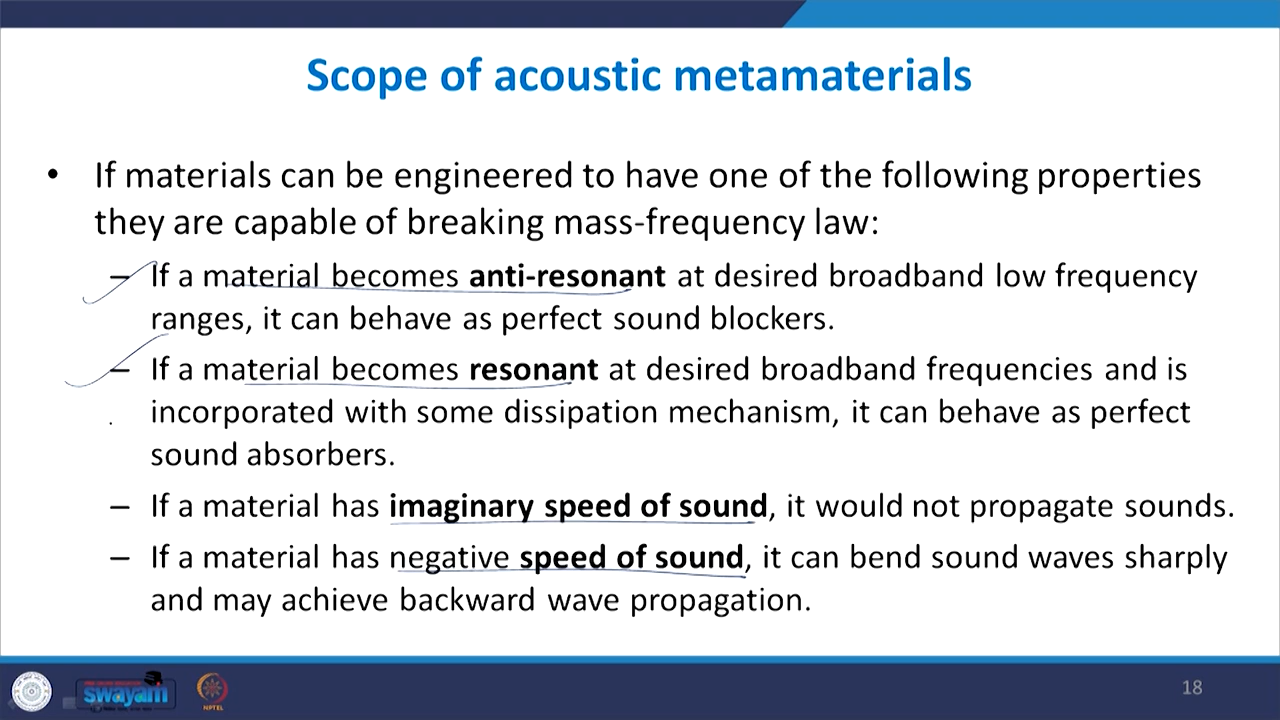 Scope of acoustic metamaterials
• If materials can be engineered to have one of the following properties
they are capable of breaking mass-frequency law:
– If a material becomes anti-resonant at desired broadband low frequency
ranges, it can behave as perfect sound blockers.
– If a material becomes resonant at desired broadband frequencies and is
incorporated with some dissipation mechanism, it can behave as perfect
sound absorbers.
– If a material has imaginary speed of sound, it would not propagate sounds.
– If a material has negative speed of sound, it can bend sound waves sharply
and may achieve backward wave propagation.
swayam
NPTEL
18